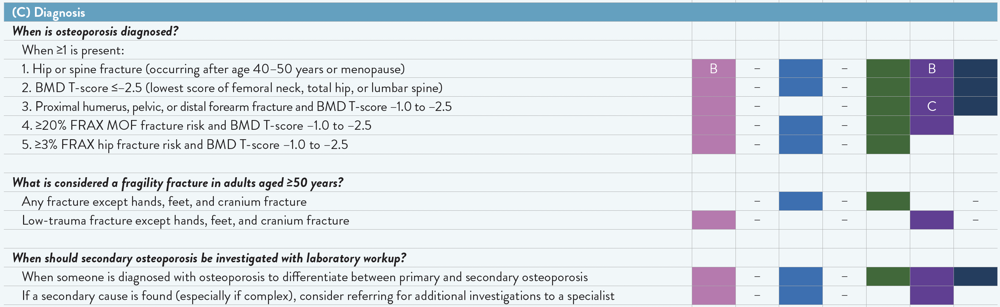 (C) Diagnosis
When is osteoporosis diagnosed?
When ≥1 is present:
1. Hip or spine fracture (occurring after age 40–50 years or menopause) B – – B
2. BMD T-score ≤–2.5 (lowest score of femoral neck, total hip, or lumbar spine) – –
3. Proximal humerus, pelvic, or distal forearm fracture and BMD T-score –1.0 to –2.5 – – C
4. ≥20% FRAX MOF fracture risk and BMD T-score –1.0 to –2.5 – –
5. ≥3% FRAX hip fracture risk and BMD T-score –1.0 to –2.5 – –
What is considered a fragility fracture in adults aged ≥50 years?
Any fracture except hands, feet, and cranium fracture – – –
Low-trauma fracture except hands, feet, and cranium fracture – – –
When should secondary osteoporosis be investigated with laboratory workup?
When someone is diagnosed with osteoporosis to differentiate between primary and secondary osteoporosis – –
If a secondary cause is found (especially if complex), consider referring for additional investigations to a specialist – –